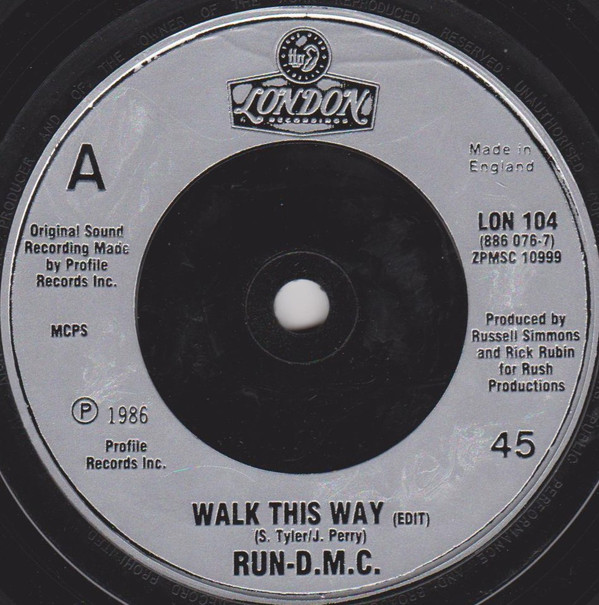 ffrr
LONDON
RECORDINGS
A
Made in
England
Original Sound
Recording Made
by Profile
Records Inc.
LON 104
(886 076-7)
ZPMSC 10999
MCPS
Produced by
Russell Simmons
and Rick Rubin
for Rush
Productions
Ⓟ 1986
Profile
Records Inc.
45
WALK THIS WAY (EDIT)
(S. Tyler/J. Perry)
RUN-D.M.C.